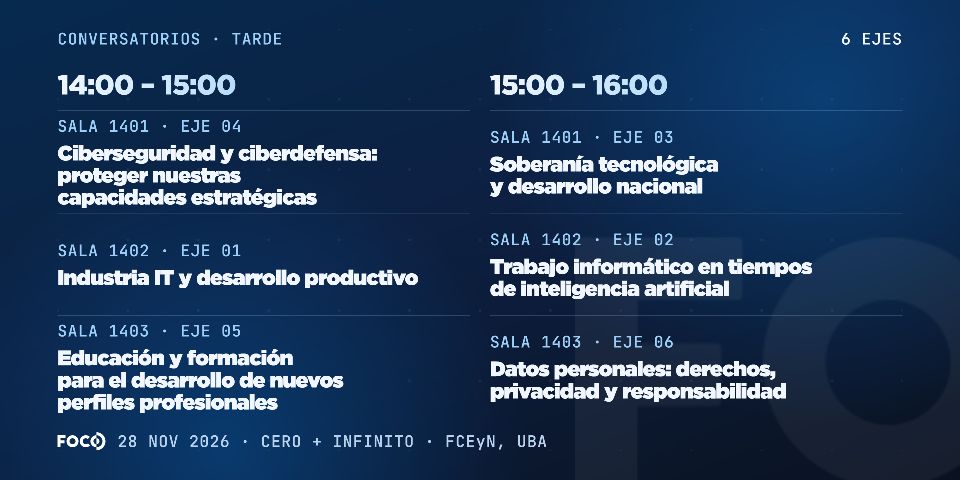 CONVERSATORIOS · TARDE
6 EJES
14:00 – 15:00
SALA 1401 · EJE 04
Ciberseguridad y ciberdefensa:
proteger nuestras
capacidades estratégicas
SALA 1402 · EJE 01
Industria IT y desarrollo productivo
SALA 1403 · EJE 05
Educación y formación
para el desarrollo de nuevos
perfiles profesionales
15:00 – 16:00
SALA 1401 · EJE 03
Soberanía tecnológica
y desarrollo nacional
SALA 1402 · EJE 02
Trabajo informático en tiempos
de inteligencia artificial
SALA 1403 · EJE 06
Datos personales: derechos,
privacidad y responsabilidad
FOCO 28 NOV 2026 · CERO + INFINITO · FCEyN, UBA
FO